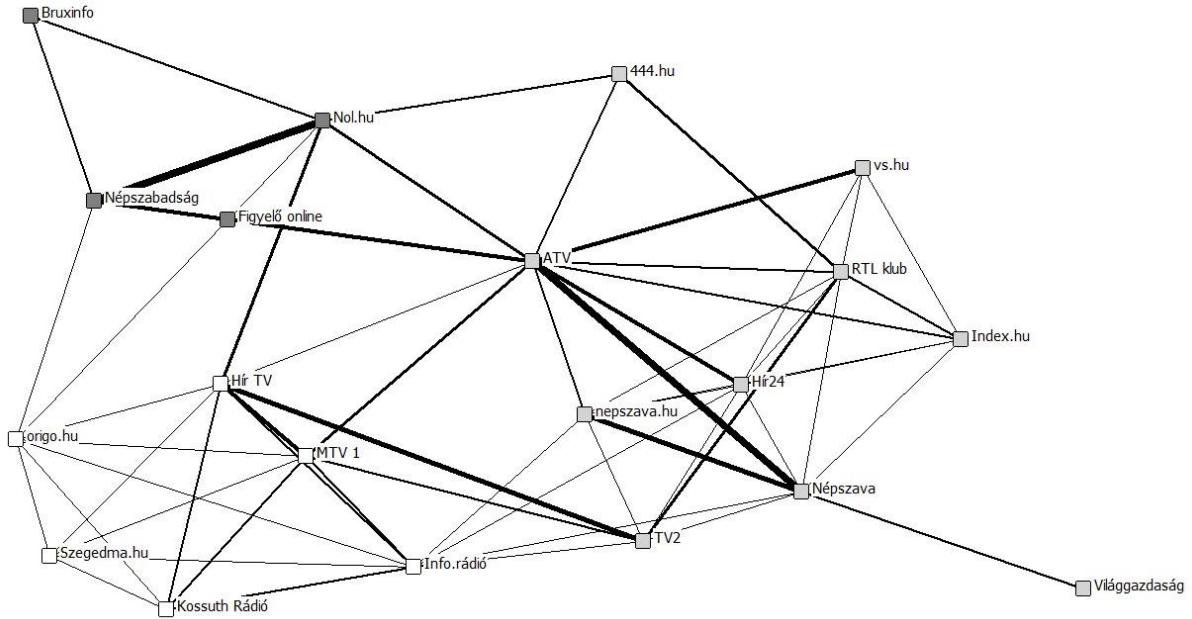 Bruxinfo
444.hu
Nol.hu
vs.hu
Népszabadság
Figyelő online
ATV
RTL klub
Index.hu
Hír TV
Hír24
nepszava.hu
origo.hu
MTV 1
Népszava
TV2
Szegedma.hu
Info.rádió
Világgazdaság
Kossuth Rádió